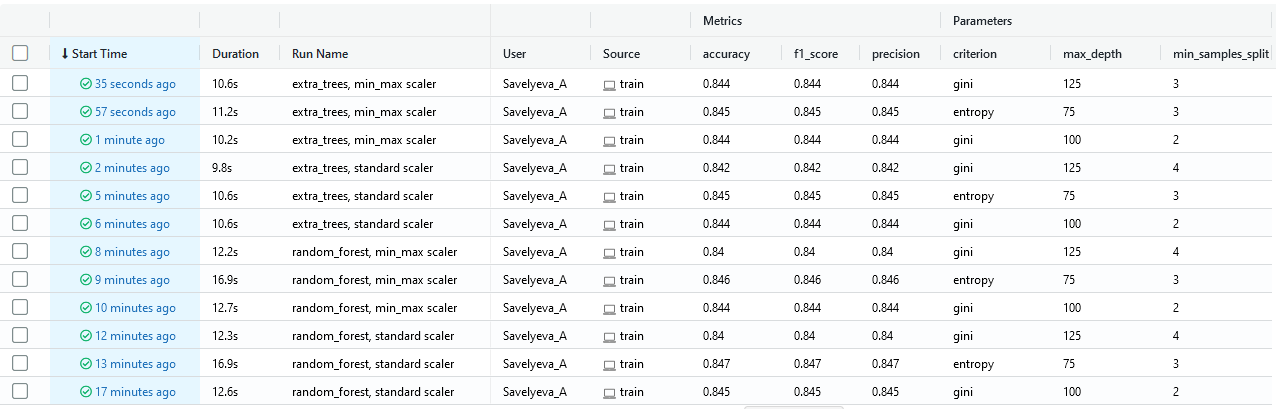 Metrics Parameters
Start Time Duration Run Name User Source accuracy f1_score precision criterion max_depth min_samples_split
35 seconds ago 10.6s extra_trees, min_max scaler Savelyeva_A train 0.844 0.844 0.844 gini 125 3
57 seconds ago 11.2s extra_trees, min_max scaler Savelyeva_A train 0.845 0.845 0.845 entropy 75 3
1 minute ago 10.2s extra_trees, min_max scaler Savelyeva_A train 0.844 0.844 0.844 gini 100 2
2 minutes ago 9.8s extra_trees, standard scaler Savelyeva_A train 0.842 0.842 0.842 gini 125 4
5 minutes ago 10.6s extra_trees, standard scaler Savelyeva_A train 0.845 0.845 0.845 entropy 75 3
6 minutes ago 10.6s extra_trees, standard scaler Savelyeva_A train 0.844 0.844 0.844 gini 100 2
8 minutes ago 12.2s random_forest, min_max scaler Savelyeva_A train 0.84 0.84 0.84 gini 125 4
9 minutes ago 16.9s random_forest, min_max scaler Savelyeva_A train 0.846 0.846 0.846 entropy 75 3
10 minutes ago 12.7s random_forest, min_max scaler Savelyeva_A train 0.844 0.844 0.844 gini 100 2
12 minutes ago 12.3s random_forest, standard scaler Savelyeva_A train 0.84 0.84 0.84 gini 125 4
13 minutes ago 16.9s random_forest, standard scaler Savelyeva_A train 0.847 0.847 0.847 entropy 75 3
17 minutes ago 12.6s random_forest, standard scaler Savelyeva_A train 0.845 0.845 0.845 gini 100 2